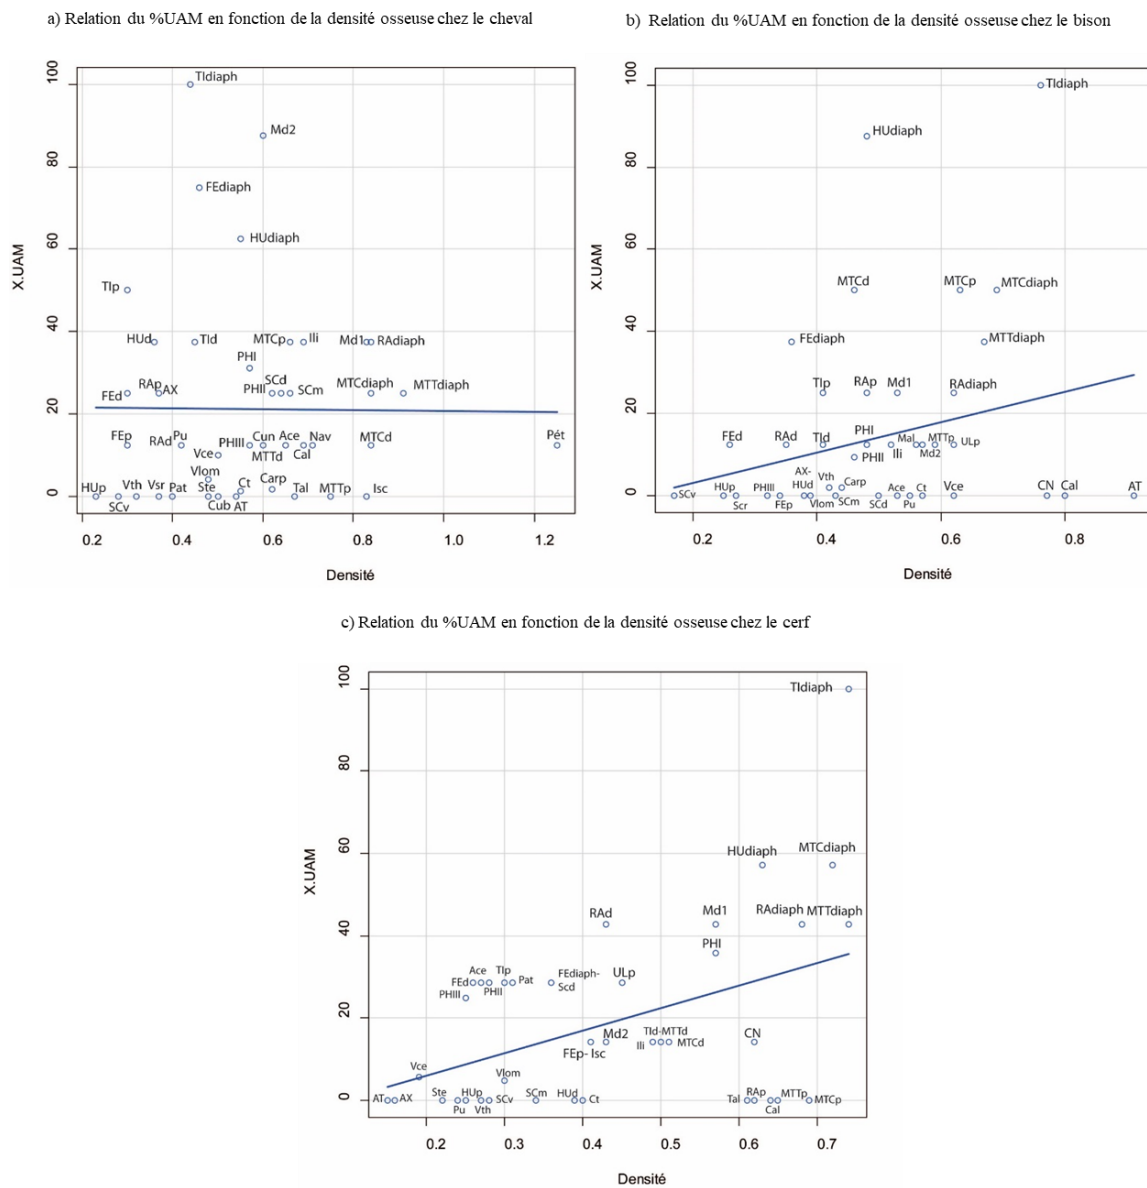 a) Relation du %UAM en fonction de la densité osseuse chez le cheval
b) Relation du %UAM en fonction de la densité osseuse chez le bison
X.UAM
100
80
60
40
20
0
TIdiaph
Md2
FEdiaph
HUdiaph
TIp
HUd
TId
MTCp
Ili
Md1
RAdiaph
PHI
RAp
AX
FEd
PHII
SCd
SCm
MTCdiaph
MTTdiaph
FEp
RAd
Pu
Vce
PHIII
Cun
MTTd
Ace
Cal
Nav
MTCd
Pét
Vlom
HUp
SCv
Vth
Vsr
Pat
Ste
Cub
Ct
AT
Carp
Tal
MTTp
Isc
0.2 0.4 0.6 0.8 1.0 1.2
Densité
X.UAM
100
80
60
40
20
0
TIdiaph
HUdiaph
MTCd
MTCp
MTCdiaph
FEdiaph
MTTdiaph
TIp
RAp
Md1
RAdiaph
FEd
RAd
TId
PHI
PHII
Mal
Ili
Md2
MTTp
ULp
SCv
HUp
Scr
PHIII
FEp
AX-
HUd
Vlom
Vth
Carp
SCm
SCd
Ace
Pu
Ct
Vce
CN
Cal
AT
0.2 0.4 0.6 0.8
Densité
c) Relation du %UAM en fonction de la densité osseuse chez le cerf
X.UAM
100
80
60
40
20
0
TIdiaph
HUdiaph
MTCdiaph
RAd
Md1
RAdiaph
MTTdiaph
PHI
FEd
Ace
TIp
PHII
Pat
PHIII
FEdiaph-
Scd
ULp
Md2
FEp- Isc
TId-MTTd
Ili
MTCd
CN
Vce
Vlom
AT
AX
Ste
Pu
HUp
Vth
SCv
SCm
HUd
Ct
Tal
RAp
Cal
MTTp
MTCp
0.2 0.3 0.4 0.5 0.6 0.7
Densité